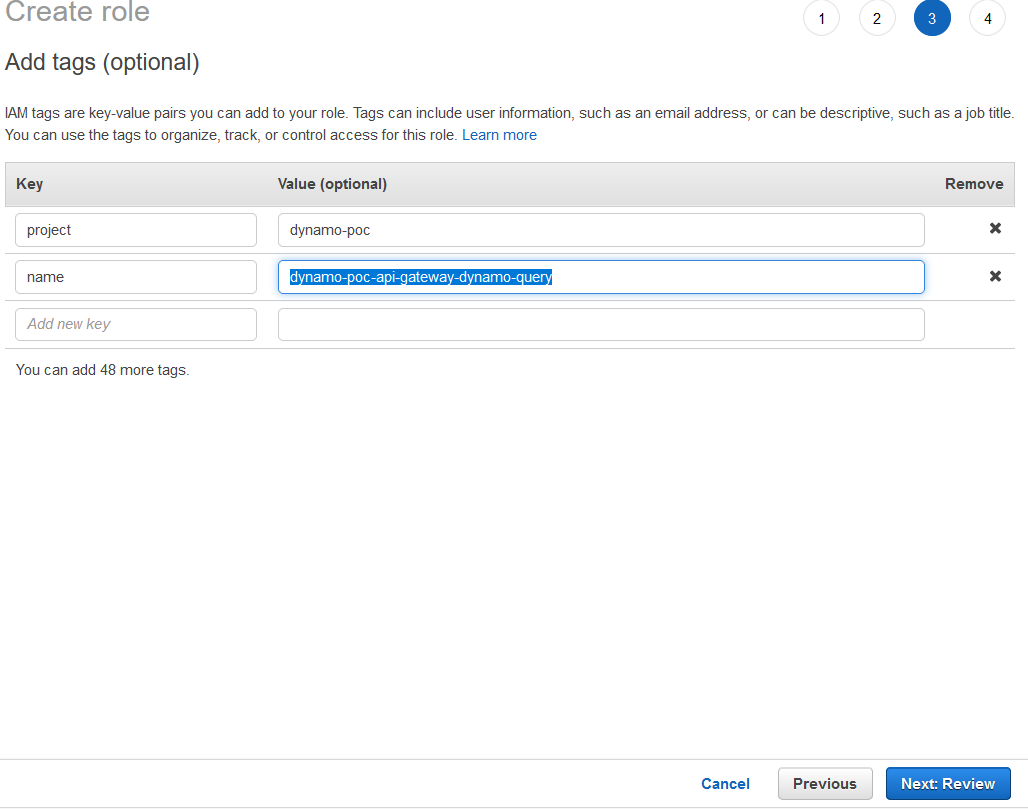 Create role
1 2 3 4
Add tags (optional)
IAM tags are key-value pairs you can add to your role. Tags can include user information, such as an email address, or can be descriptive, such as a job title.
You can use the tags to organize, track, or control access for this role. Learn more
Key Value (optional) Remove
project dynamo-poc ✖
name dynamo-poc-api-gateway-dynamo-query ✖
Add new key
You can add 48 more tags.
Cancel Previous Next: Review